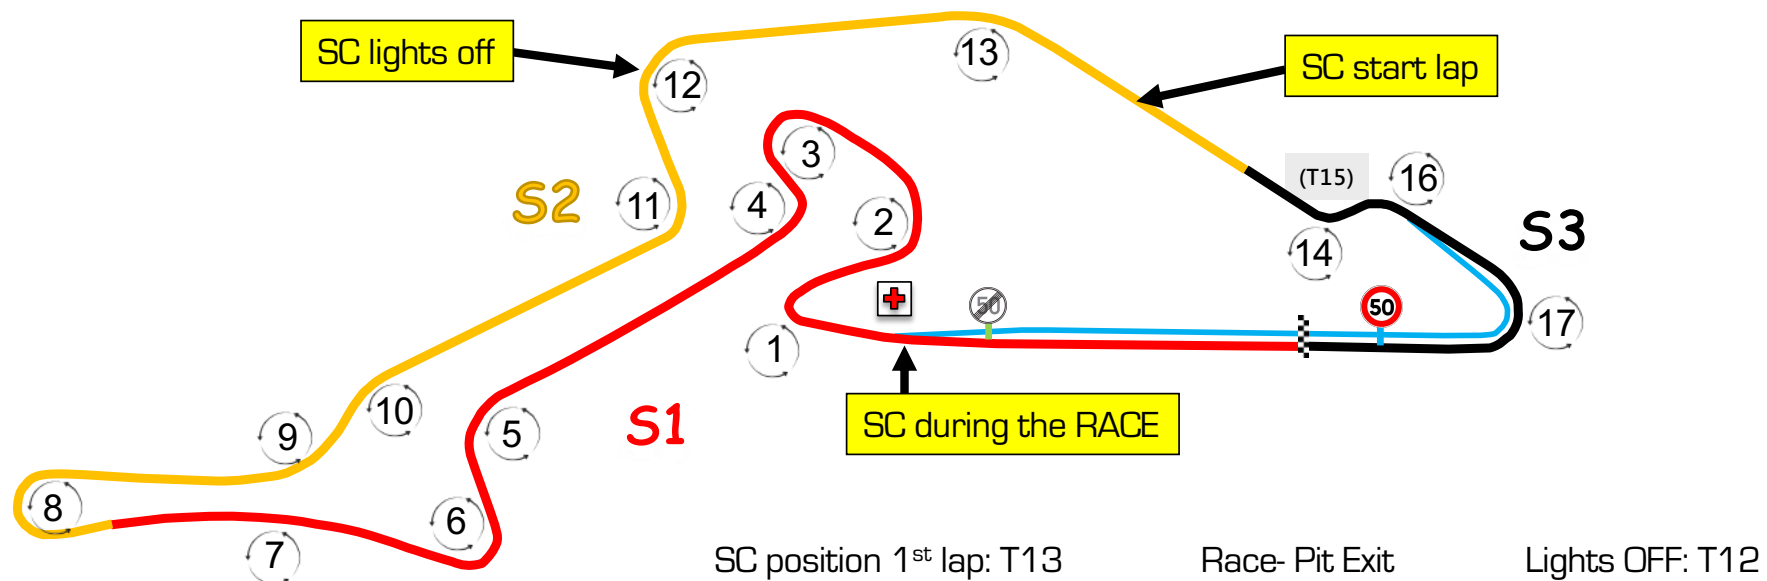 SC lights off
12
13
SC start lap
3
(T15)
16
S2
11
4
2
14
S3
50
50
17
1
SC during the RACE
10
9
5
S1
8
6
7
SC position 1st lap: T13
Race- Pit Exit
Lights OFF: T12